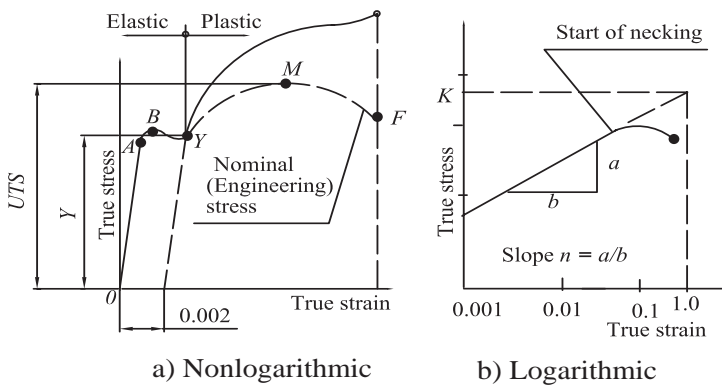 Elastic Plastic
M
B
A
Y
F
K
UTS
Y
True stress
Nominal
(Engineering)
stress
0
True strain
0.002
a) Nonlogarithmic
Start of necking
True stress
a
b
Slope n = a/b
0.001
0.01
0.1
1.0
True strain
b) Logarithmic